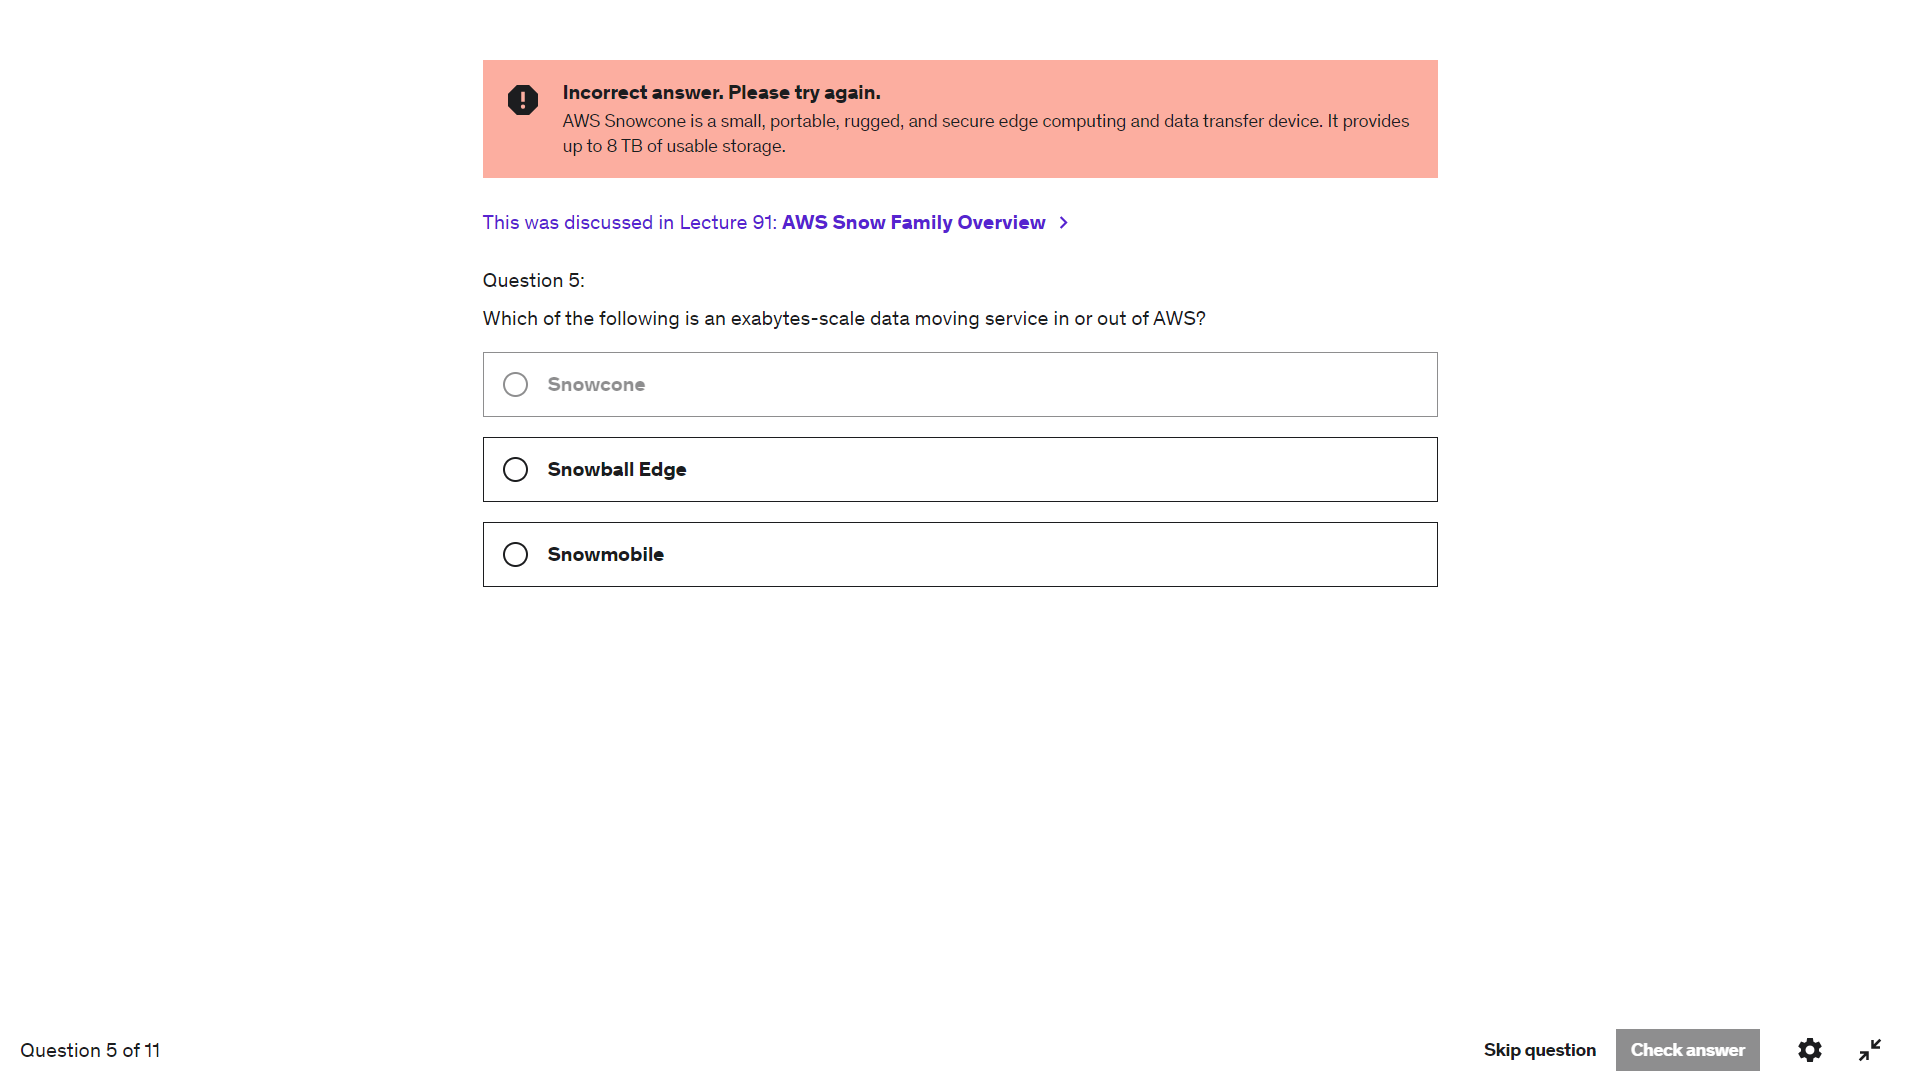 Incorrect answer. Please try again.
AWS Snowcone is a small, portable, rugged, and secure edge computing and data transfer device. It provides
up to 8 TB of usable storage.
This was discussed in Lecture 91: AWS Snow Family Overview
Question 5:
Which of the following is an exabytes-scale data moving service in or out of AWS?
Snowcone
Snowball Edge
Snowmobile
Question 5 of 11
Skip question
Check answer